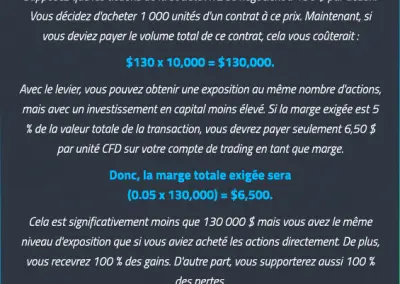 Vous décidez d'acheter 1 000 unités d'un contrat à ce prix. Maintenant, si
vous deviez payer le volume total de ce contrat, cela vous coûterait :
$130 x 10,000 = $130,000.
Avec le levier, vous pouvez obtenir une exposition au même nombre d'actions,
mais avec un investissement en capital moins élevé. Si la marge exigée est 5
% de la valeur totale de la transaction, vous devrez payer seulement 6,50 $
par unité CFD sur votre compte de trading en tant que marge.
Donc, la marge totale exigée sera
(0.05 x 130,000) = $6,500.
Cela est significativement moins que 130 000 $ mais vous avez le même
niveau d'exposition que si vous aviez acheté les actions directement. De plus,
vous recevrez 100 % des gains. D'autre part, vous supporterez aussi 100 %
des pertes